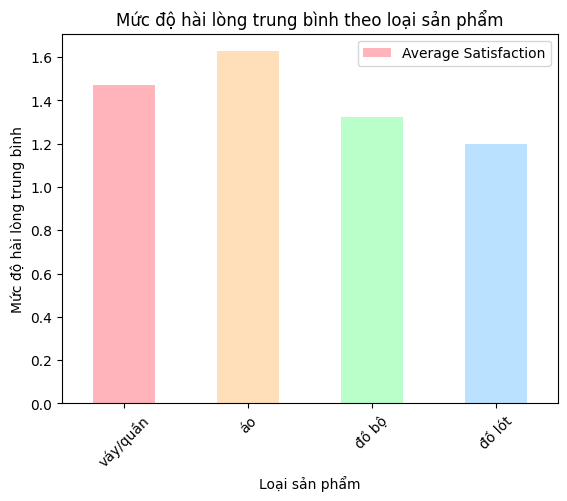 Mức độ hài lòng trung bình theo loại sản phẩm
Average Satisfaction
Mức độ hài lòng trung bình
1.6
1.4
1.2
1.0
0.8
0.6
0.4
0.2
0.0
váy/quần
áo
đồ bộ
đồ lót
Loại sản phẩm